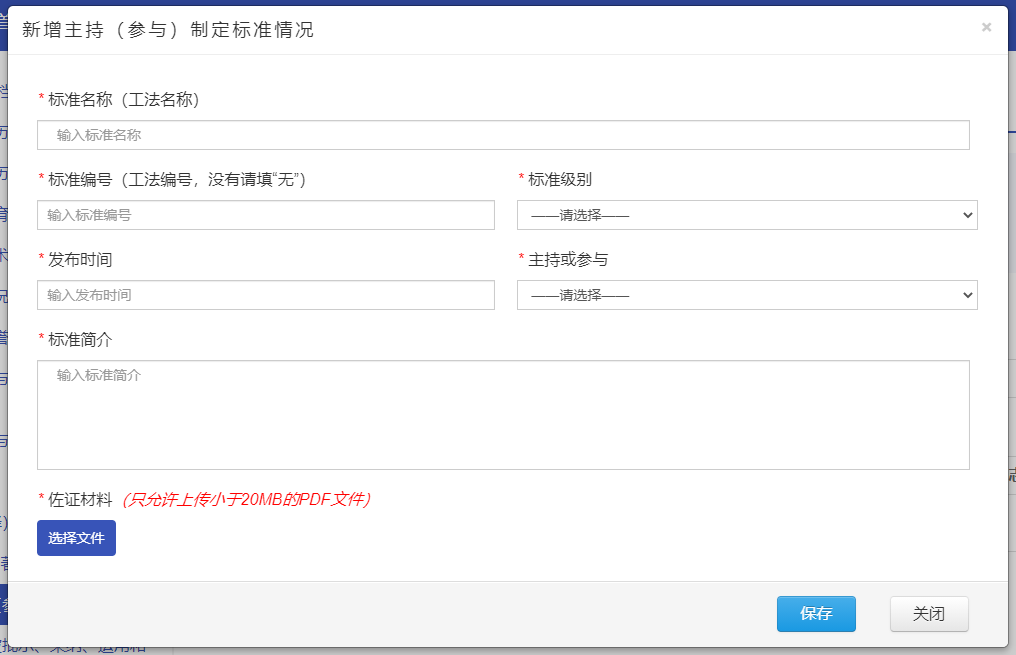 新增主持（参与）制定标准情况
×
* 标准名称（工法名称）
输入标准名称
* 标准编号（工法编号，没有请填“无”）
* 标准级别
输入标准编号
——请选择——
* 发布时间
* 主持或参与
输入发布时间
——请选择——
* 标准简介
输入标准简介
* 佐证材料（只允许上传小于20MB的PDF文件）
选择文件
保存
关闭